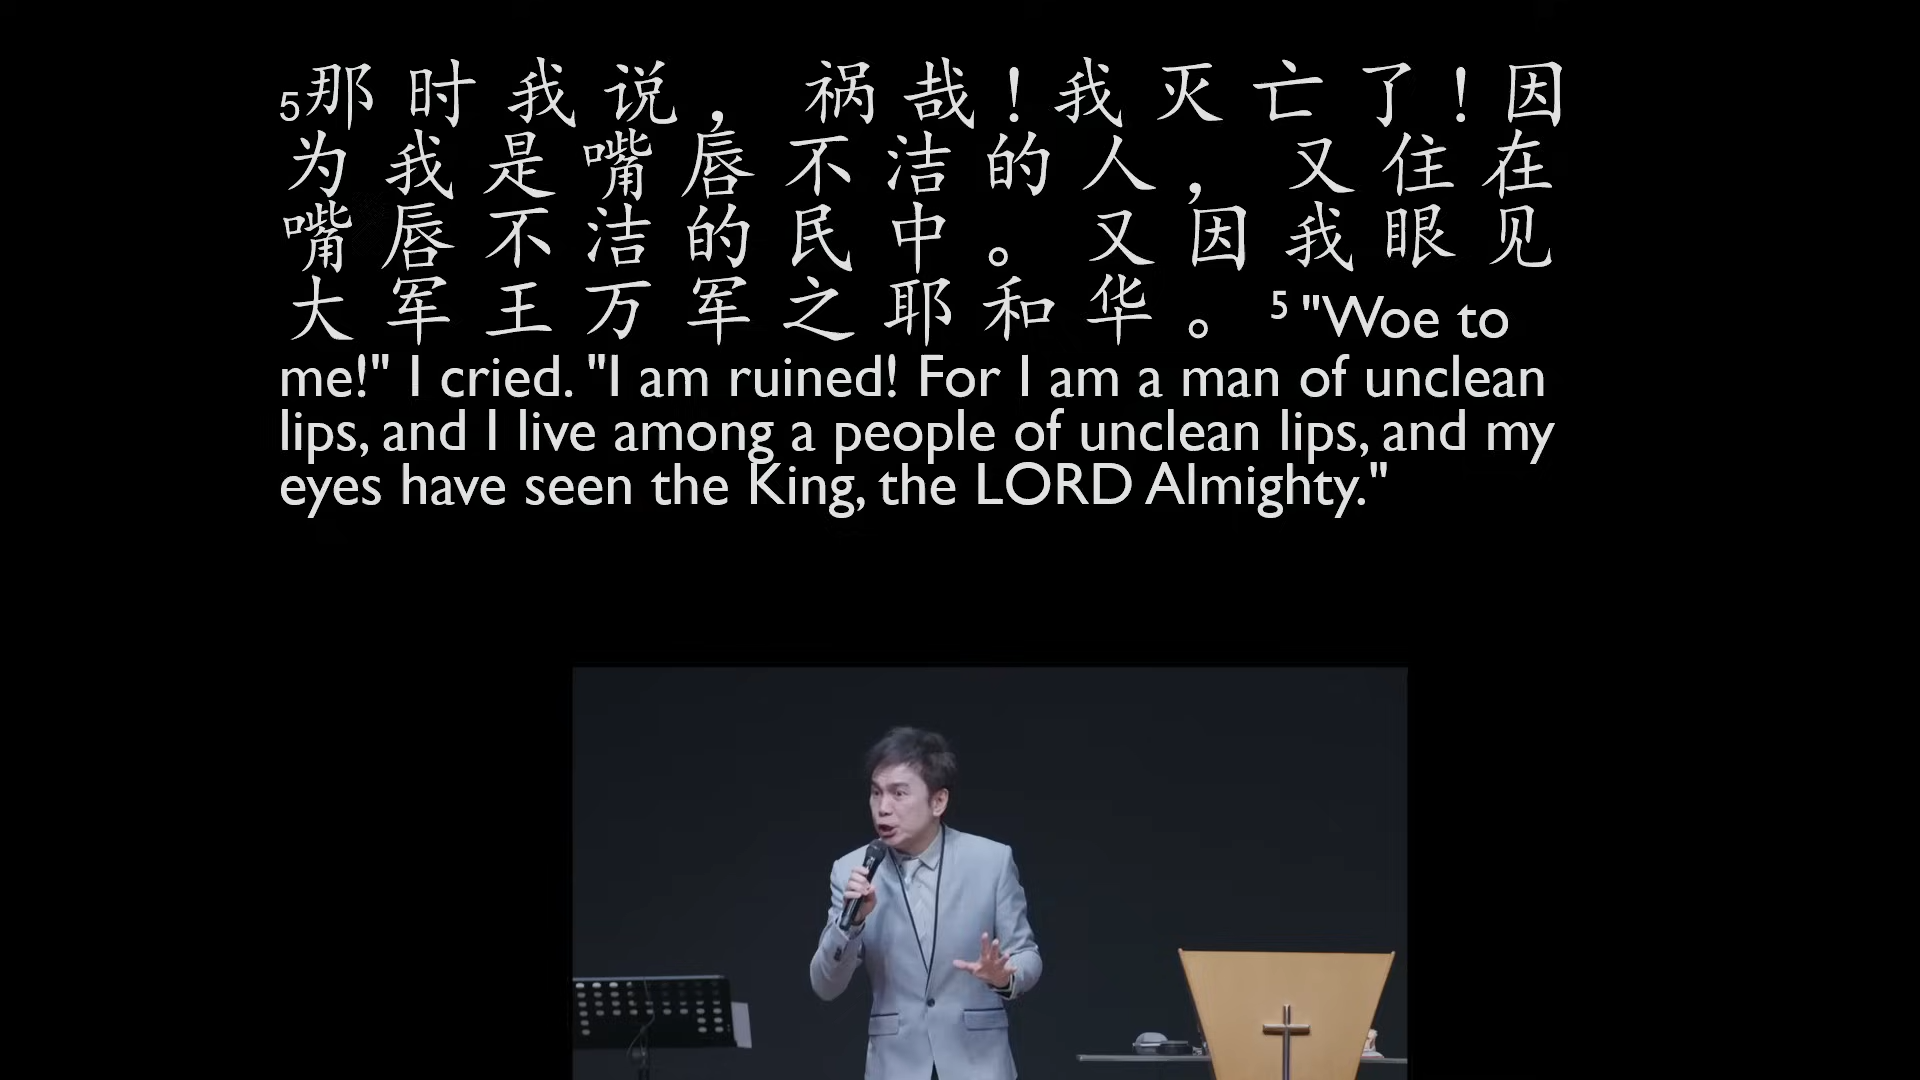 5那时我说，祸哉！我灭亡了！因
为我是嘴唇不洁的人，又住在
嘴唇不洁的民中。又因我眼见
大军王万军之耶和华。 5 "Woe to
me!" I cried. "I am ruined! For I am a man of unclean
lips, and I live among a people of unclean lips, and my
eyes have seen the King, the LORD Almighty."